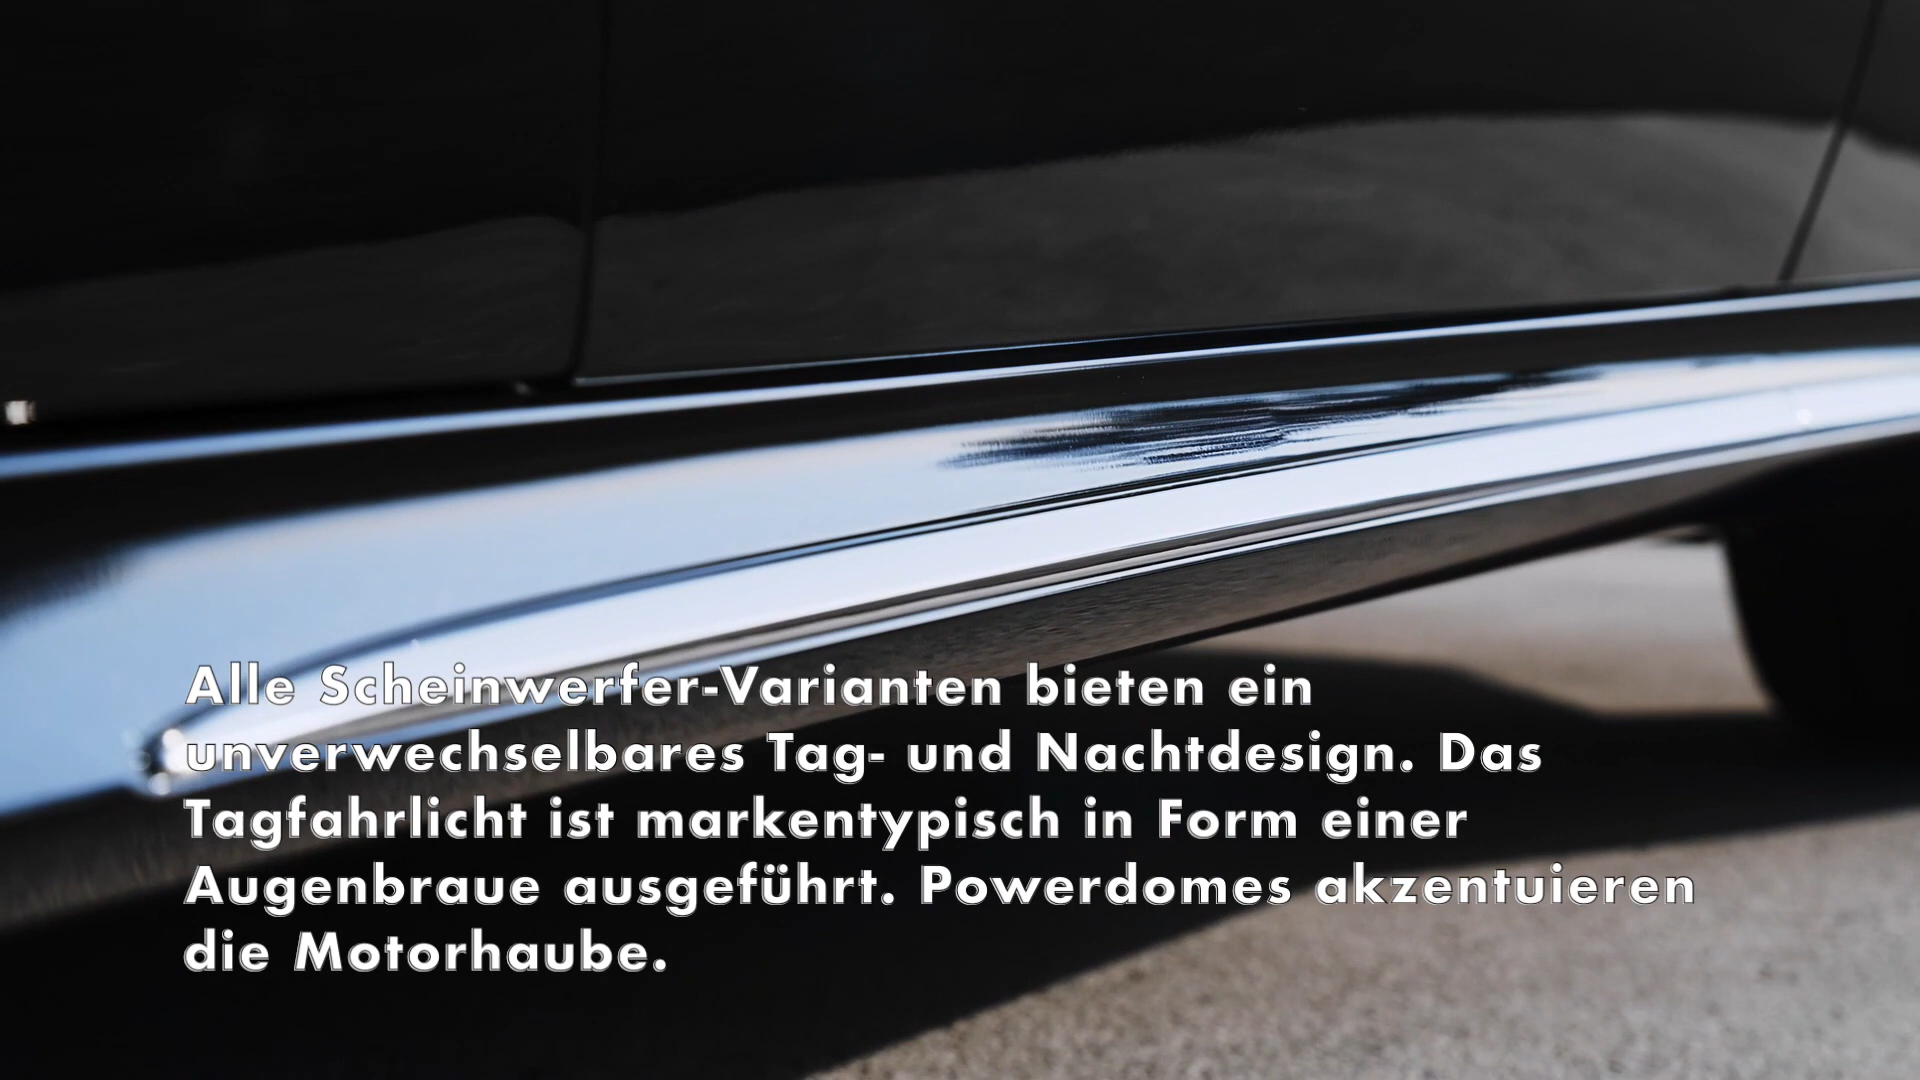 Alle Scheinwerfer-Varianten bieten ein
unverwechselbares Tag- und Nachtdesign. Das
Tagfahrlicht ist markentypisch in Form einer
Augenbraue ausgeführt. Powerdomes akzentuieren
die Motorhaube.